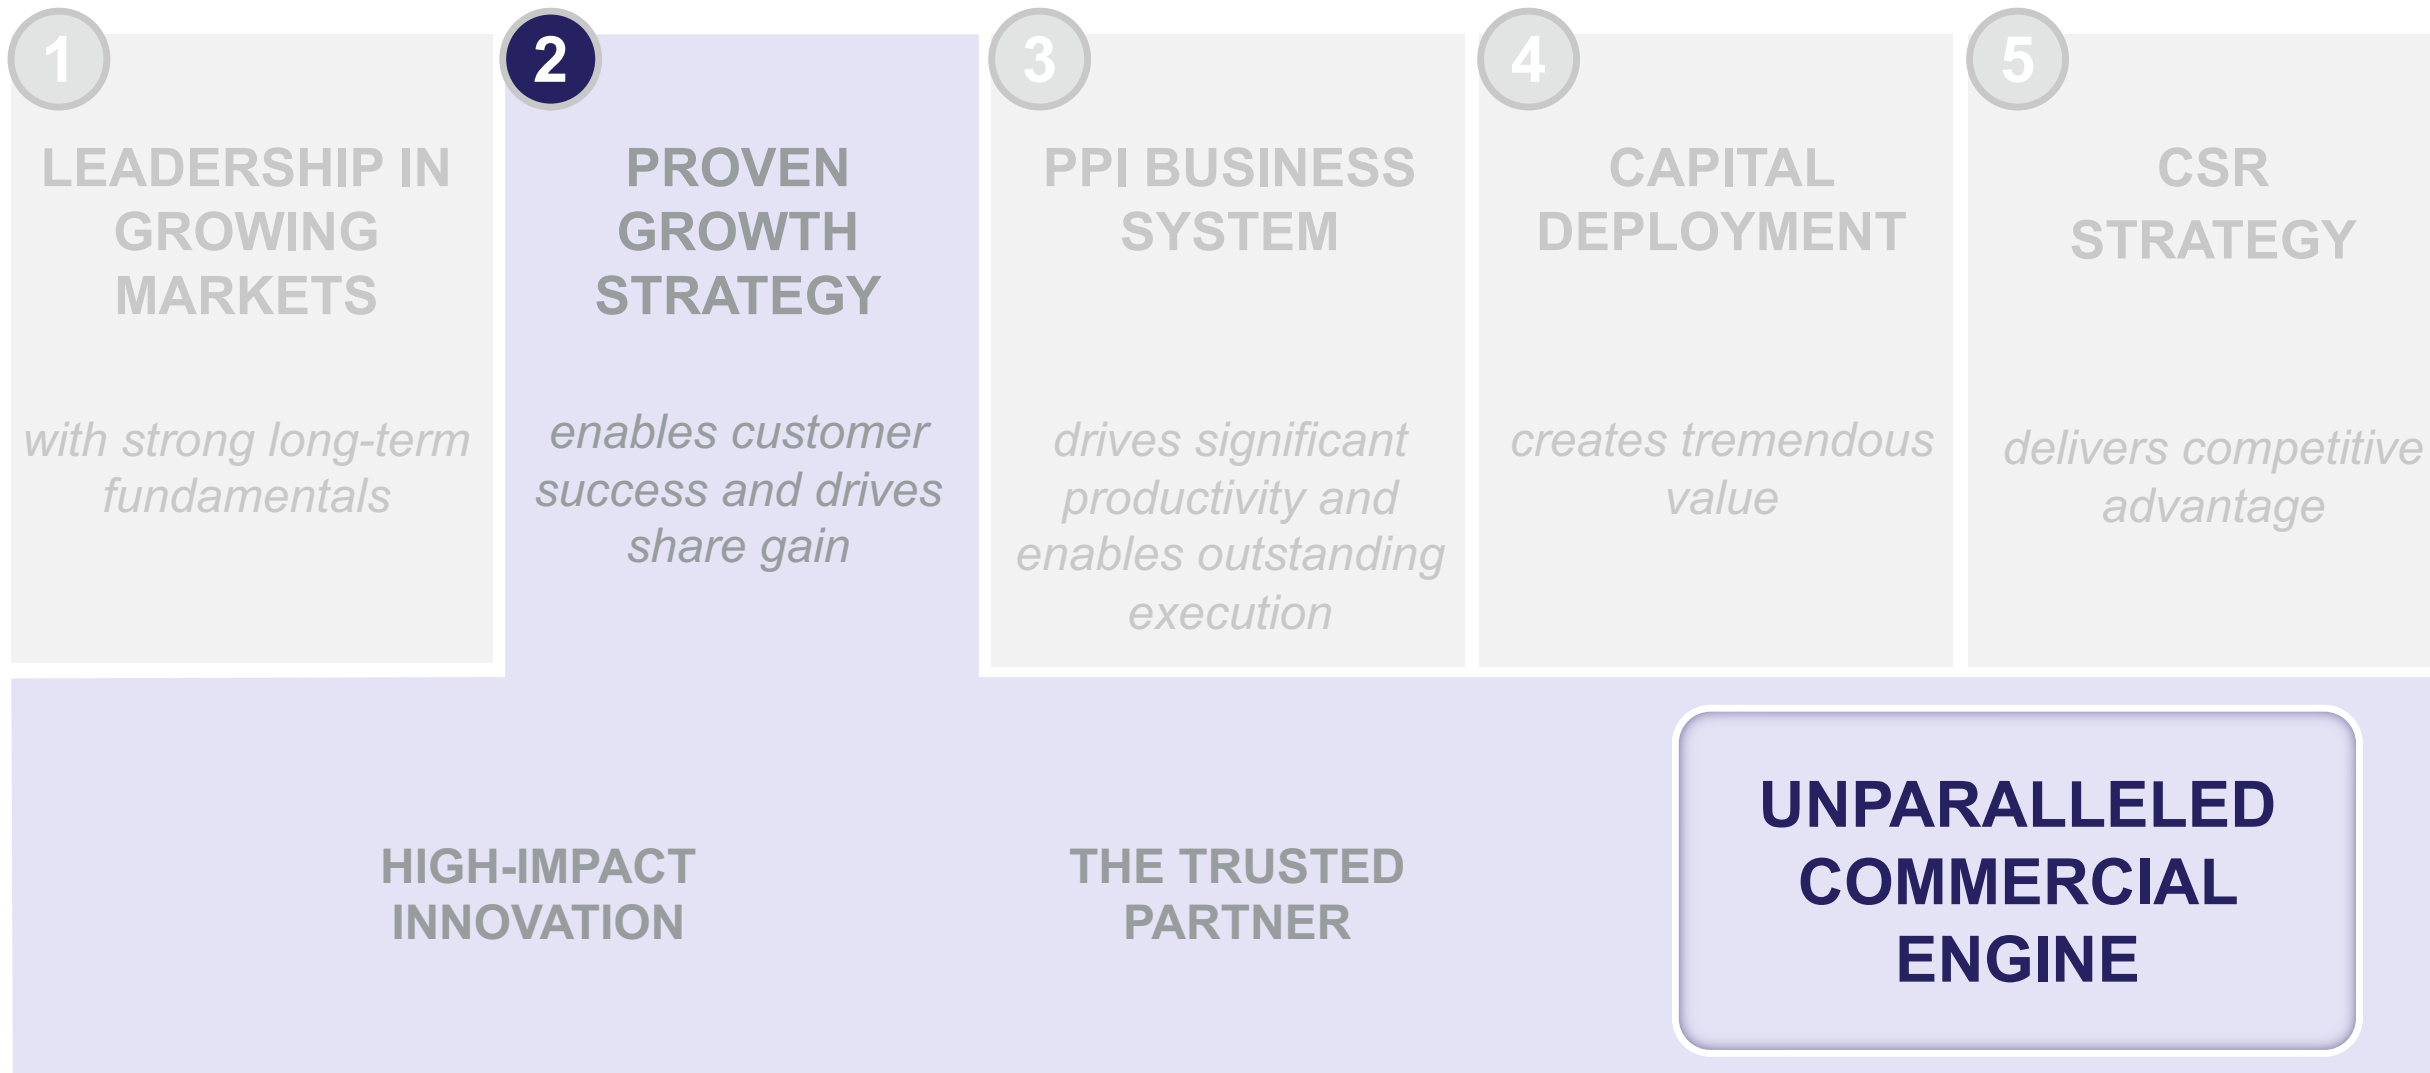 1
LEADERSHIP IN
GROWING
MARKETS
with strong long-term
fundamentals
2
PROVEN
GROWTH
STRATEGY
enables customer
success and drives
share gain
3
PPI BUSINESS
SYSTEM
drives significant
productivity and
enables outstanding
execution
4
CAPITAL
DEPLOYMENT
creates tremendous
value
5
CSR
STRATEGY
delivers competitive
advantage
HIGH-IMPACT
INNOVATION
THE TRUSTED
PARTNER
UNPARALLELED
COMMERCIAL
ENGINE